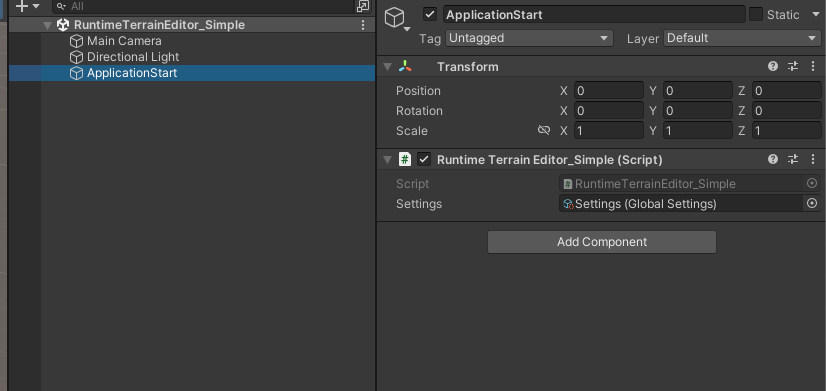 All
RuntimeTerrainEditor_Simple
Main Camera
Directional Light
ApplicationStart
ApplicationStart
Static
Tag Untagged Layer Default
Transform
Position X 0 Y 0 Z 0
Rotation X 0 Y 0 Z 0
Scale X 1 Y 1 Z 1
# Runtime Terrain Editor_Simple (Script)
Script RuntimeTerrainEditor_Simple
Settings Settings (Global Settings)
Add Component